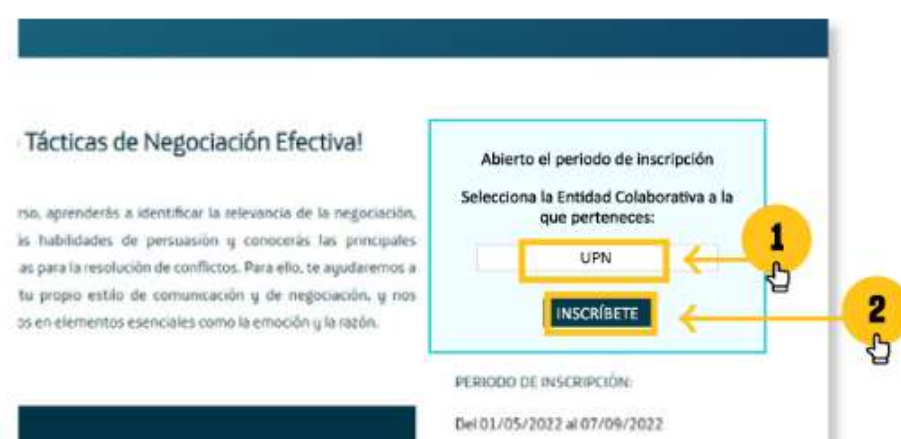 Tácticas de Negociación Efectiva!
rso, aprenderás a identificar la relevancia de la negociación,
habilidades de persuasión y conocerás las principales
as para la resolución de conflictos. Para ello, te ayudaremos a
tu propio estilo de comunicación y de negociación, y nos
os en elementos esenciales como la emoción y la razón.
Abierto el periodo de inscripción
Selecciona la Entidad Colaborativa a la
que perteneces:
UPN
1
INSCRÍBETE
2
PERIODO DE INSCRIPCIÓN:
Del 01/05/2022 al 07/09/2022